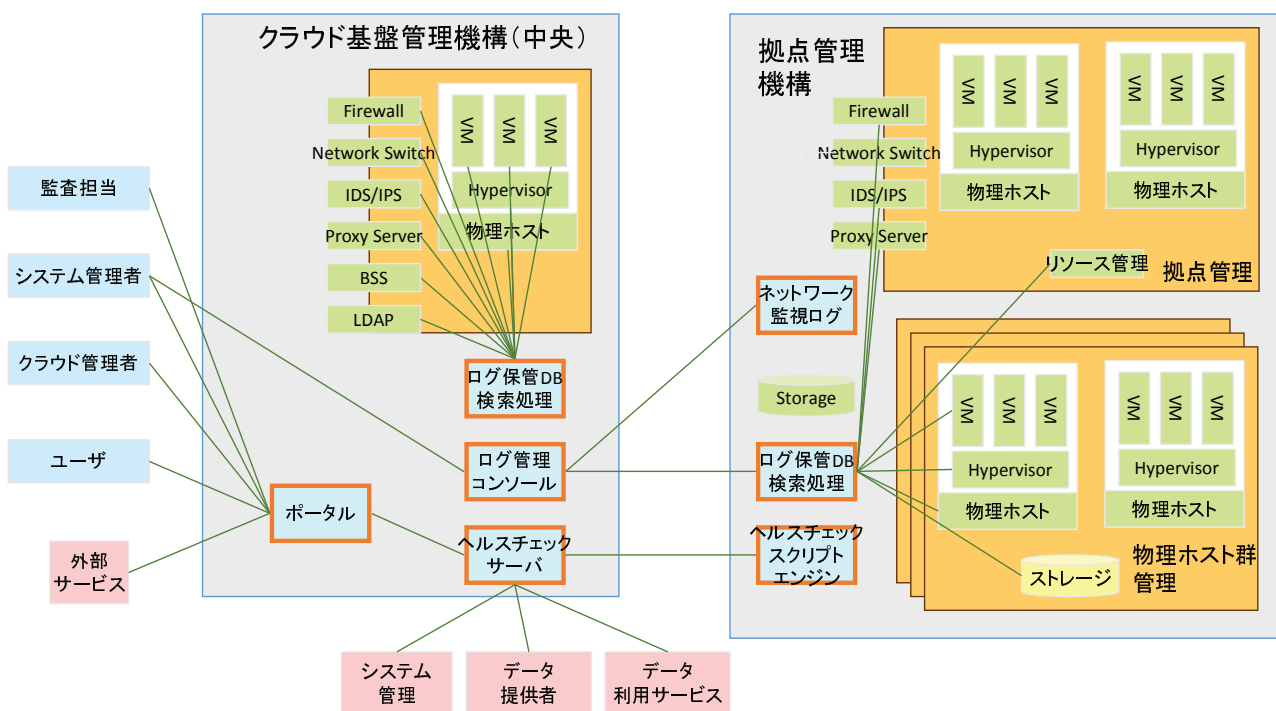 クラウド基盤管理機構（中央）
Firewall
Network Switch
IDS/IPS
Proxy Server
BSS
LDAP
VM
VM
VM
Hypervisor
物理ホスト
監査担当
システム管理者
クラウド管理者
ユーザ
外部
サービス
ポータル
ログ保管DB
検索処理
ログ管理
コンソール
ヘルスチェック
サーバ
システム
管理
データ
提供者
データ
利用サービス
拠点管理
機構
Firewall
Network Switch
IDS/IPS
Proxy Server
VM
VM
VM
Hypervisor
物理ホスト
VM
VM
VM
Hypervisor
物理ホスト
リソース管理
拠点管理
ネットワーク
監視ログ
Storage
ログ保管DB
検索処理
ヘルスチェック
スクリプト
エンジン
VM
VM
VM
Hypervisor
物理ホスト
VM
VM
VM
Hypervisor
物理ホスト
ストレージ
物理ホスト群
管理